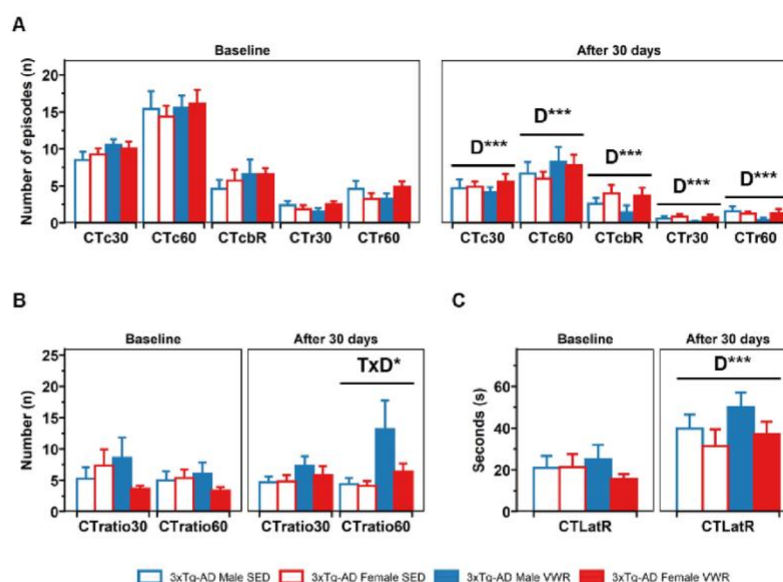 A
Baseline
After 30 days
Number of episodes (n)
20
15
10
5
0
D***
D***
D***
D***
D***
CTc30 CTc60 CTcbR CTr30 CTr60
CTc30 CTc60 CTcbR CTr30 CTr60
B
C
Baseline
After 30 days
Baseline
After 30 days
Number (n)
25
20
15
10
5
0
TxD*
Seconds (s)
60
40
20
0
D***
CTratio30 CTratio60
CTratio30 CTratio60
CTLatR
CTLatR
3xTg-AD Male SED 3xTg-AD Female SED 3xTg-AD Male VWR 3xTg-AD Female VWR